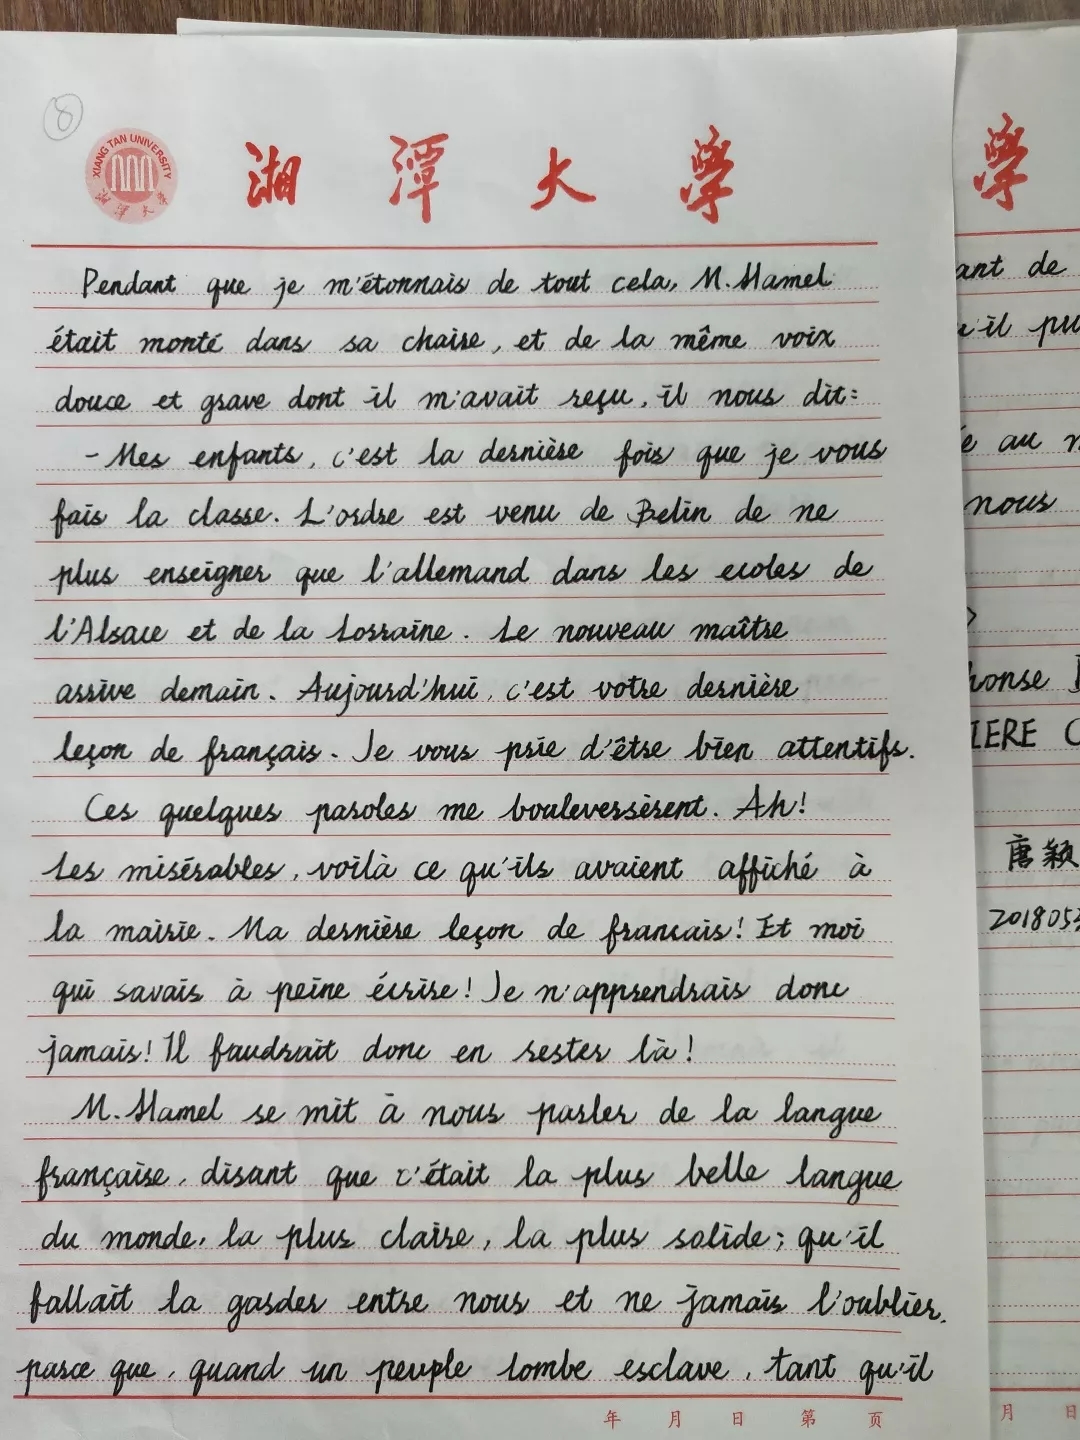 8
XIANG TAN UNIVERSITY
湘潭大学
湘潭大學
Pendant que je m'étonnais de tout cela, M. Hamel
était monté dans sa chaire, et de la même voix
douce et grave dont il m'avait reçu, il nous dit:
- Mes enfants, c'est la dernière fois que je vous
fais la classe. L'ordre est venu de Belin de ne
plus enseigner que l'allemand dans les ecoles de
l'Alsace et de la Lorraine. Le nouveau maître
arrive demain. Aujourd'hui, c'est votre dernière
leçon de français. Je vous prie d'être bien attentifs.
Ces quelques paroles me bouleversèrent. Ah!
Les misérables, voilà ce qu'ils avaient affiché à
la mairie. Ma dernière leçon de francais! Et moi
qui savais à peine écrire! Je n'apprendrais donc
jamais! Il faudrait donc en rester là!
M. Hamel se mit à nous parler de la langue
française, disant que c'était la plus belle langue
du monde, la plus claire, la plus solide; qu'il
fallait la garder entre nous et ne jamais l'oublier,
parce que, quand un peuple tombe esclave, tant qu'il
年 月 日 第 页
學
ant de
'il pu
e au n
nous
honse
IERE C
唐颖
201805
月 日